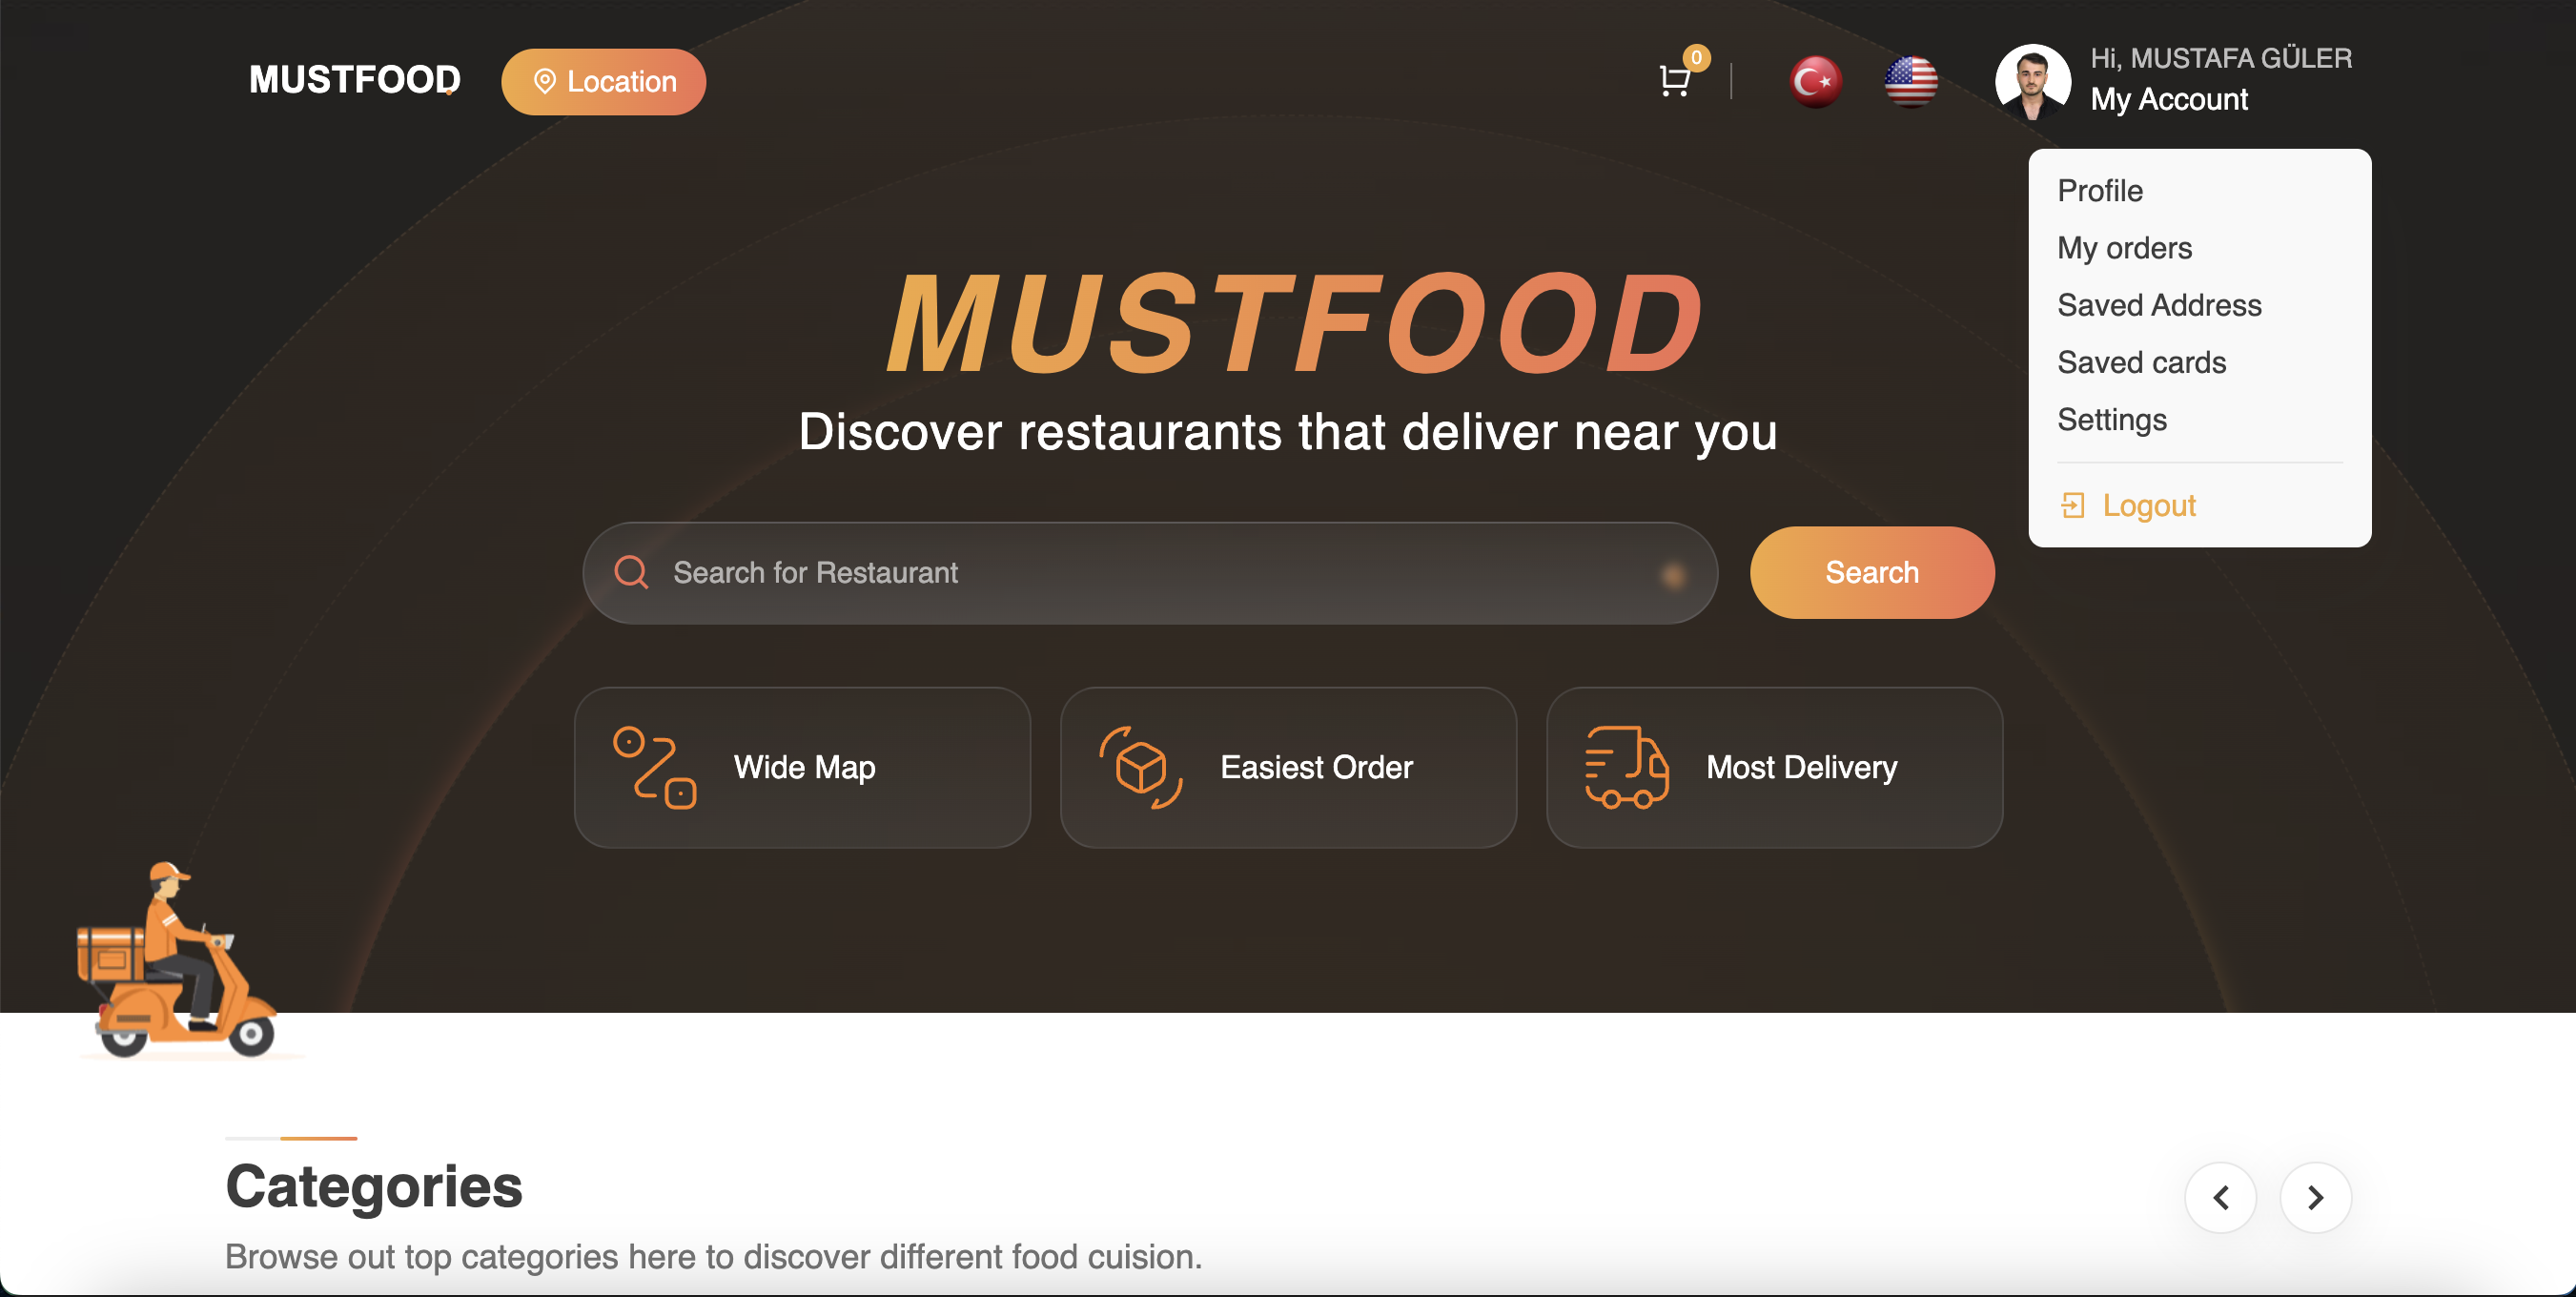 MUSTFOOD
Location
0
Hi, MUSTAFA GÜLER
My Account
Profile
My orders
Saved Address
Saved cards
Settings
Logout
MUSTFOOD
Discover restaurants that deliver near you
Search for Restaurant
Search
Wide Map
Easiest Order
Most Delivery
Categories
Browse out top categories here to discover different food cuision.